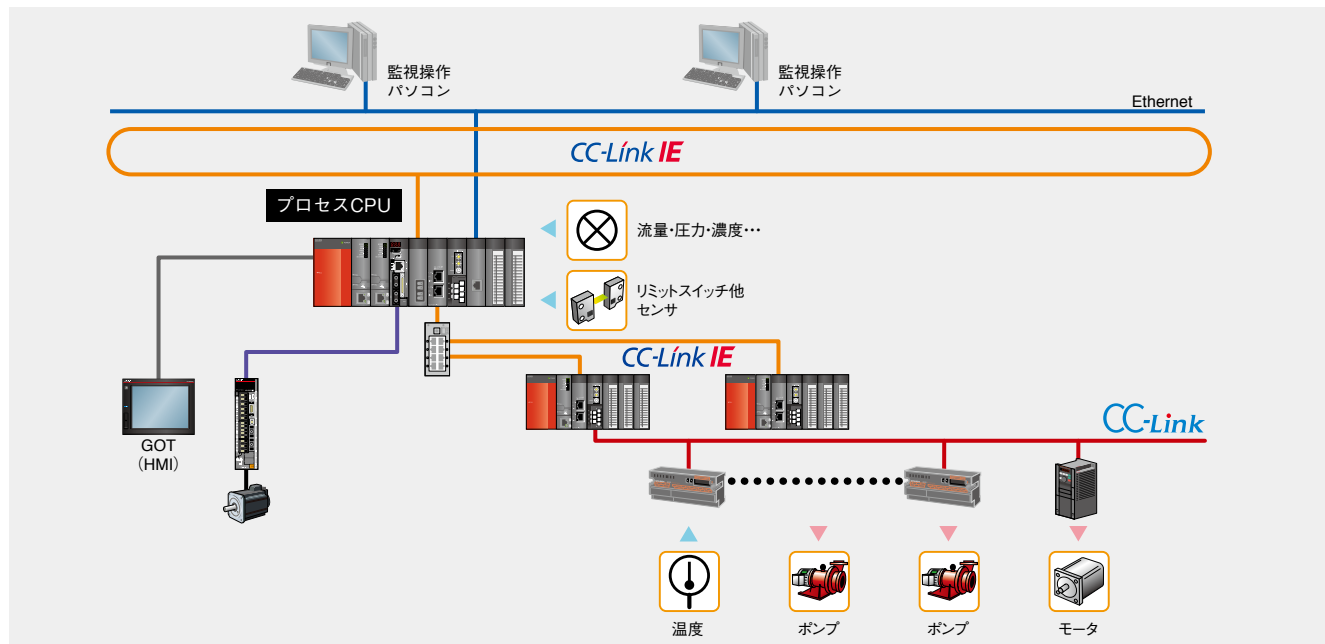 監視操作
パソコン
監視操作
パソコン
Ethernet
CC-Link IE
プロセスCPU
流量・圧力・濃度・・・
リミットスイッチ他
センサ
CC-Link IE
CC-Link
GOT
（HMI）
温度
ポンプ
ポンプ
モータ